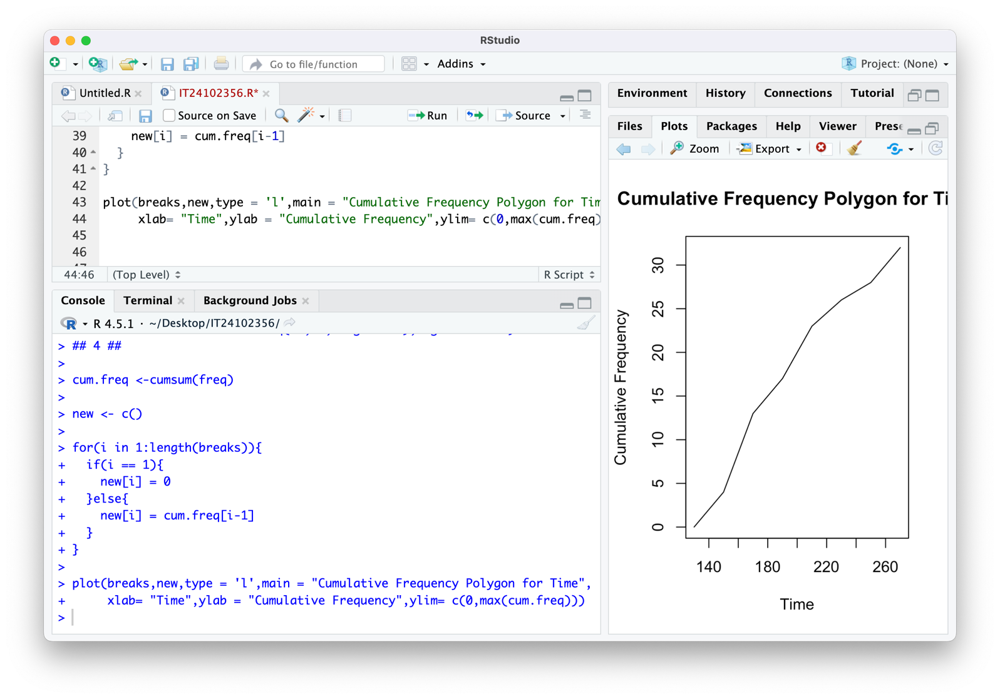 RStudio
Go to file/function
Addins
Project: (None)
Untitled.R
IT24102356.R*
Source on Save
Run
Source
39 new[i] = cum.freq[i-1]
40 }
41 }
42
43 plot(breaks,new,type = 'l',main = "Cumulative Frequency Polygon for Tim
44 xlab= "Time",ylab = "Cumulative Frequency",ylim= c(0,max(cum.freq)
45
46
44:46 (Top Level) R Script
Console Terminal Background Jobs
R 4.5.1 · ~/Desktop/IT24102356/
> ## 4 ##
>
> cum.freq <-cumsum(freq)
>
> new <- c()
>
> for(i in 1:length(breaks)){
+ if(i == 1){
+ new[i] = 0
+ }else{
+ new[i] = cum.freq[i-1]
+ }
+ }
>
> plot(breaks,new,type = 'l',main = "Cumulative Frequency Polygon for Time",
+ xlab= "Time",ylab = "Cumulative Frequency",ylim= c(0,max(cum.freq)))
>
Environment History Connections Tutorial
Files Plots Packages Help Viewer Prese
Zoom Export
Cumulative Frequency Polygon for Ti
Cumulative Frequency
30
25
20
15
10
5
0
140 180 220 260
Time